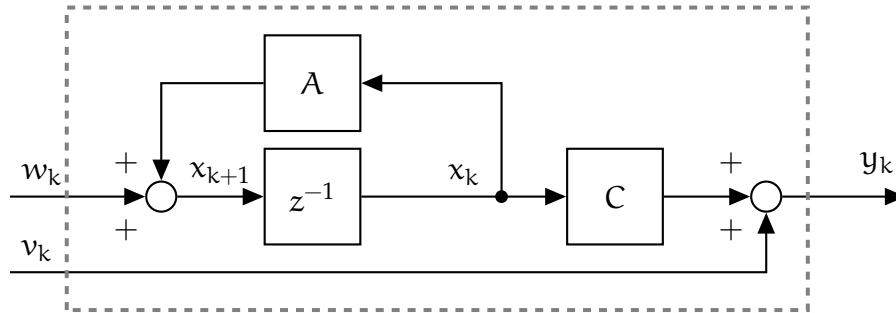 A
w_k
+
+
x_{k+1}
z^{-1}
x_k
C
+
+
y_k
v_k